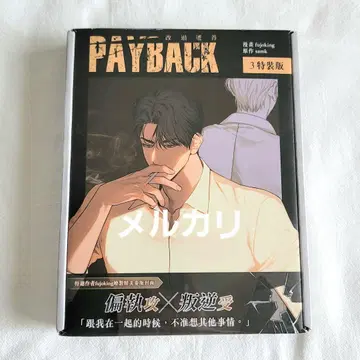 改過遷善
PAYBACK
漫畫 fujoking
原作 samk
3 特裝版
メルカリ
偏執攻╳叛逆受
「跟我在一起的時候，不准想其他事情。」